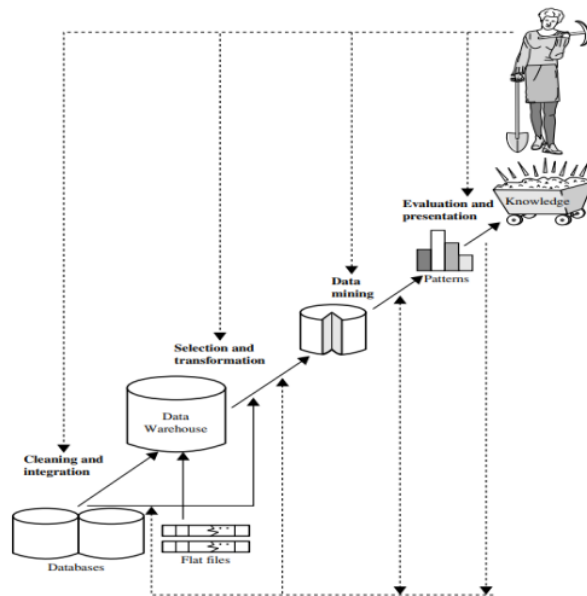 Knowledge
Evaluation and
presentation
Patterns
Data
mining
Selection and
transformation
Data
Warehouse
Cleaning and
integration
Databases
Flat files